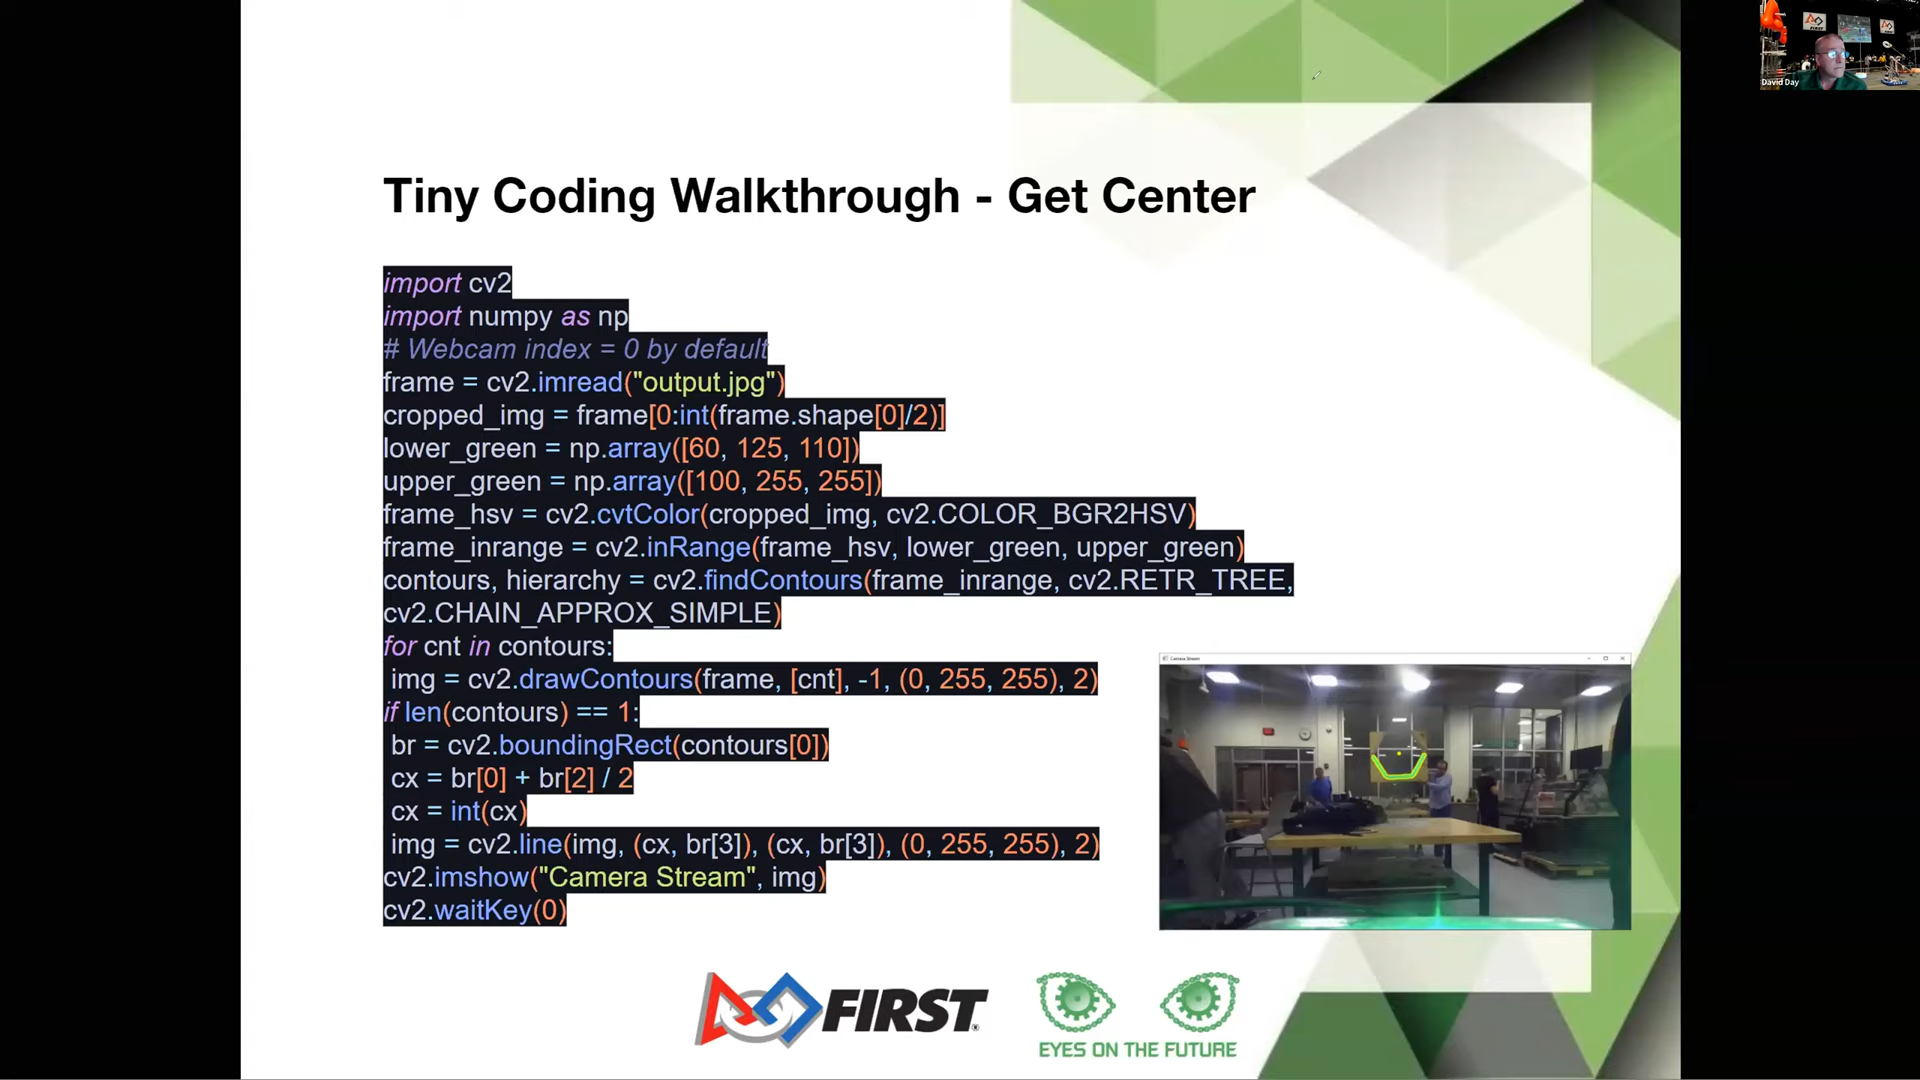 David Day
Tiny Coding Walkthrough - Get Center
import cv2
import numpy as np
# Webcam index = 0 by default
frame = cv2.imread("output.jpg")
cropped_img = frame[0:int(frame.shape[0]/2)]
lower_green = np.array([60, 125, 110])
upper_green = np.array([100, 255, 255])
frame_hsv = cv2.cvtColor(cropped_img, cv2.COLOR_BGR2HSV)
frame_inrange = cv2.inRange(frame_hsv, lower_green, upper_green)
contours, hierarchy = cv2.findContours(frame_inrange, cv2.RETR_TREE,
cv2.CHAIN_APPROX_SIMPLE)
for cnt in contours:
img = cv2.drawContours(frame, [cnt], -1, (0, 255, 255), 2)
if len(contours) == 1:
br = cv2.boundingRect(contours[0])
cx = br[0] + br[2] / 2
cx = int(cx)
img = cv2.line(img, (cx, br[3]), (cx, br[3]), (0, 255, 255), 2)
cv2.imshow("Camera Stream", img)
cv2.waitKey(0)
Camera Stream
FIRST
EYES ON THE FUTURE